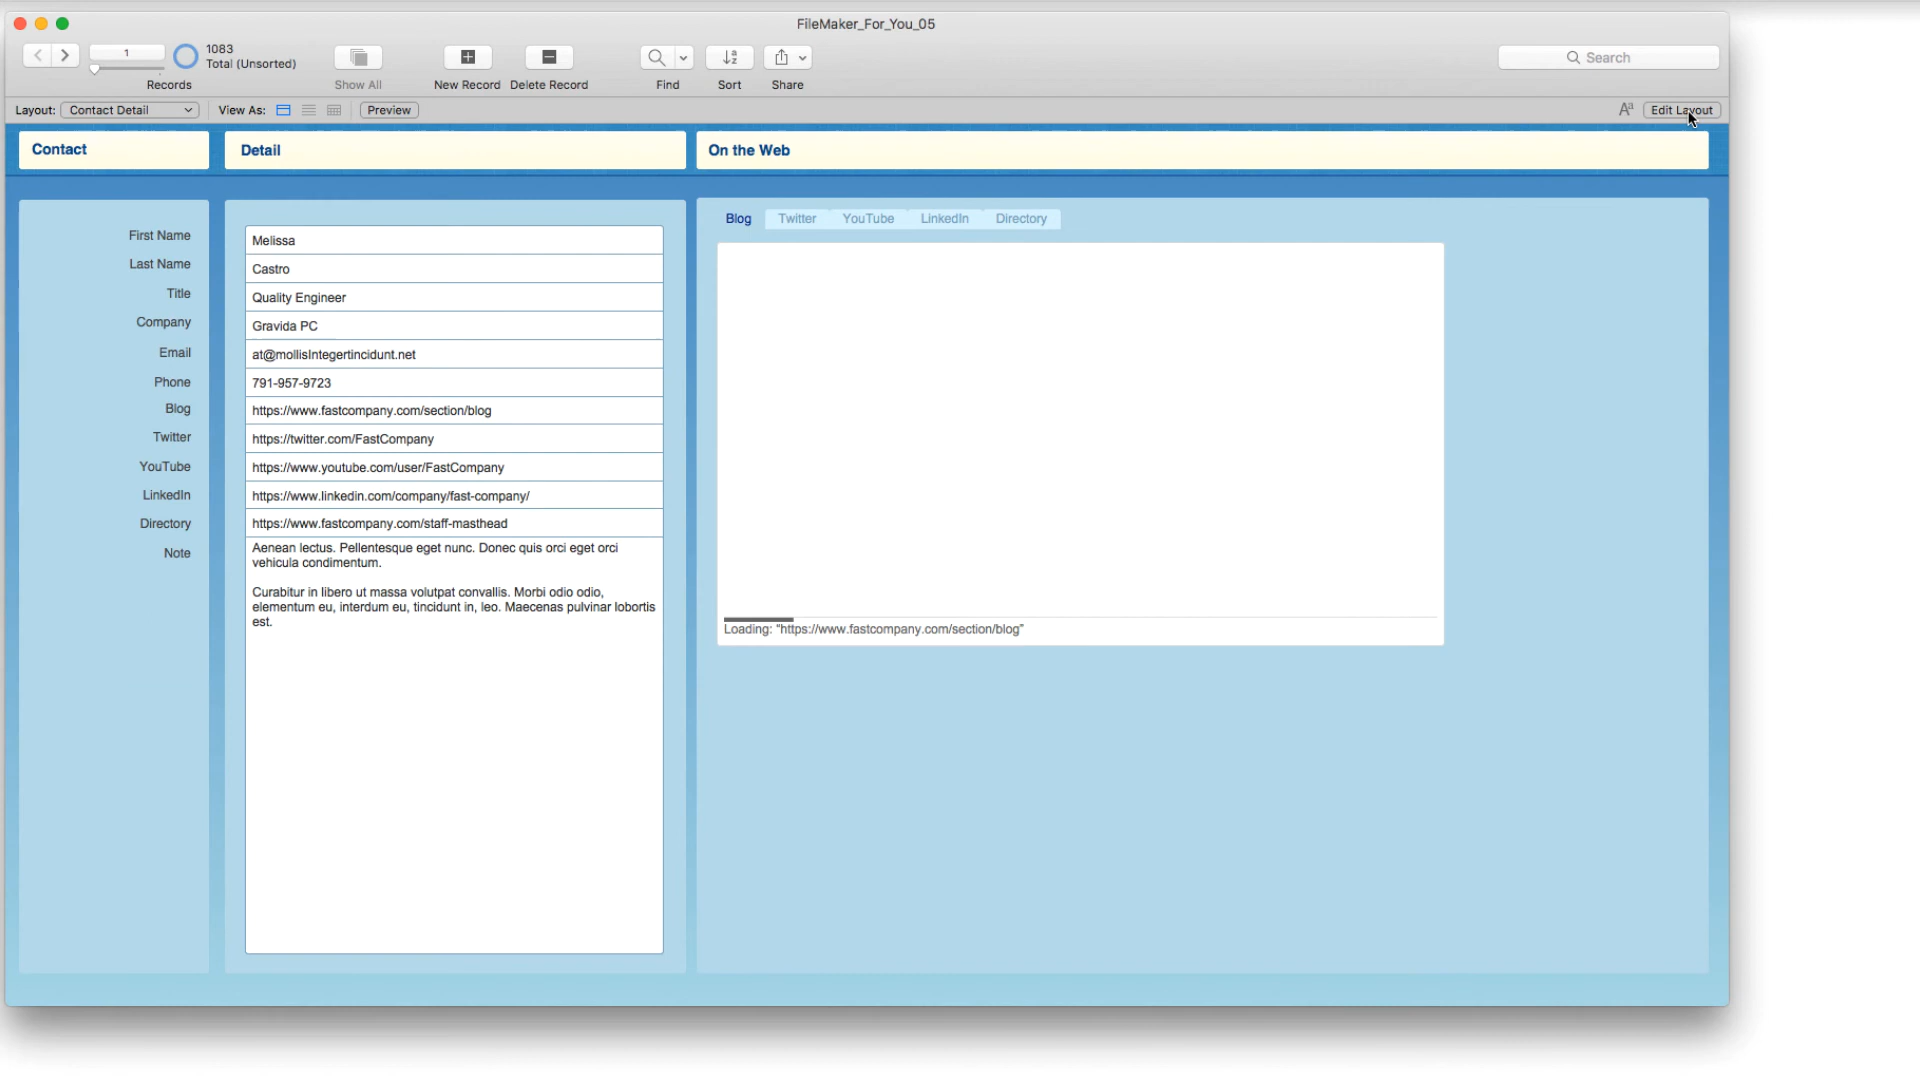 FileMaker_For_You_05
1
1083
Total (Unsorted)
Records
Show All
New Record
Delete Record
Find
Sort
Share
Search
Layout:
Contact Detail
View As:
Preview
Aa
Edit Layout
Contact
Detail
On the Web
Blog
Twitter
YouTube
LinkedIn
Directory
First Name
Melissa
Last Name
Castro
Title
Quality Engineer
Company
Gravida PC
Email
at@mollisIntegertincidunt.net
Phone
791-957-9723
Blog
https://www.fastcompany.com/section/blog
Twitter
https://twitter.com/FastCompany
YouTube
https://www.youtube.com/user/FastCompany
LinkedIn
https://www.linkedin.com/company/fast-company/
Directory
https://www.fastcompany.com/staff-masthead
Note
Aenean lectus. Pellentesque eget nunc. Donec quis orci eget orci
vehicula condimentum.
Curabitur in libero ut massa volutpat convallis. Morbi odio odio,
elementum eu, interdum eu, tincidunt in, leo. Maecenas pulvinar lobortis
est.
Loading: "https://www.fastcompany.com/section/blog"